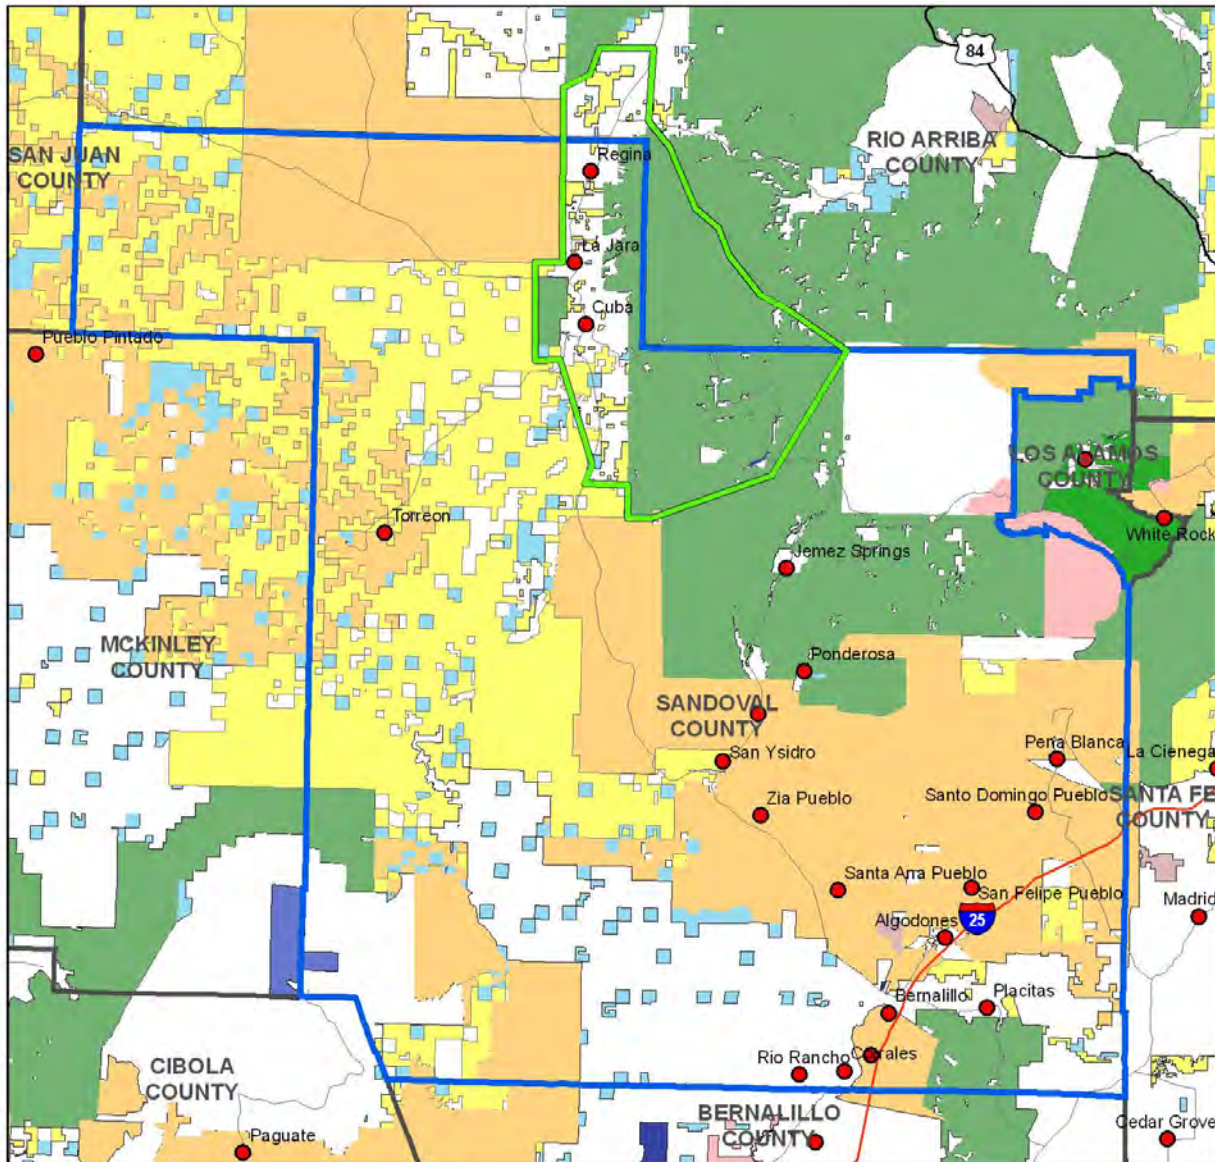 84
RIO ARRIBA
COUNTY
SAN JUAN
COUNTY
Regina
La Jara
Cuba
Pueblo Pintado
LOS ALAMOS
COUNTY
Torreon
White Rock
Jemez Springs
MCKINLEY
COUNTY
Ponderosa
SANDOVAL
COUNTY
San Ysidro
Pena Blanca
La Cienega
Zia Pueblo
Santo Domingo Pueblo
SANTA FE
COUNTY
Santa Ana Pueblo
San Felipe Pueblo
Madrid
25
Algodones
Bernalillo
Placitas
Rio Rancho
Corrales
CIBOLA
COUNTY
BERNALILLO
COUNTY
Paguate
Cedar Grove